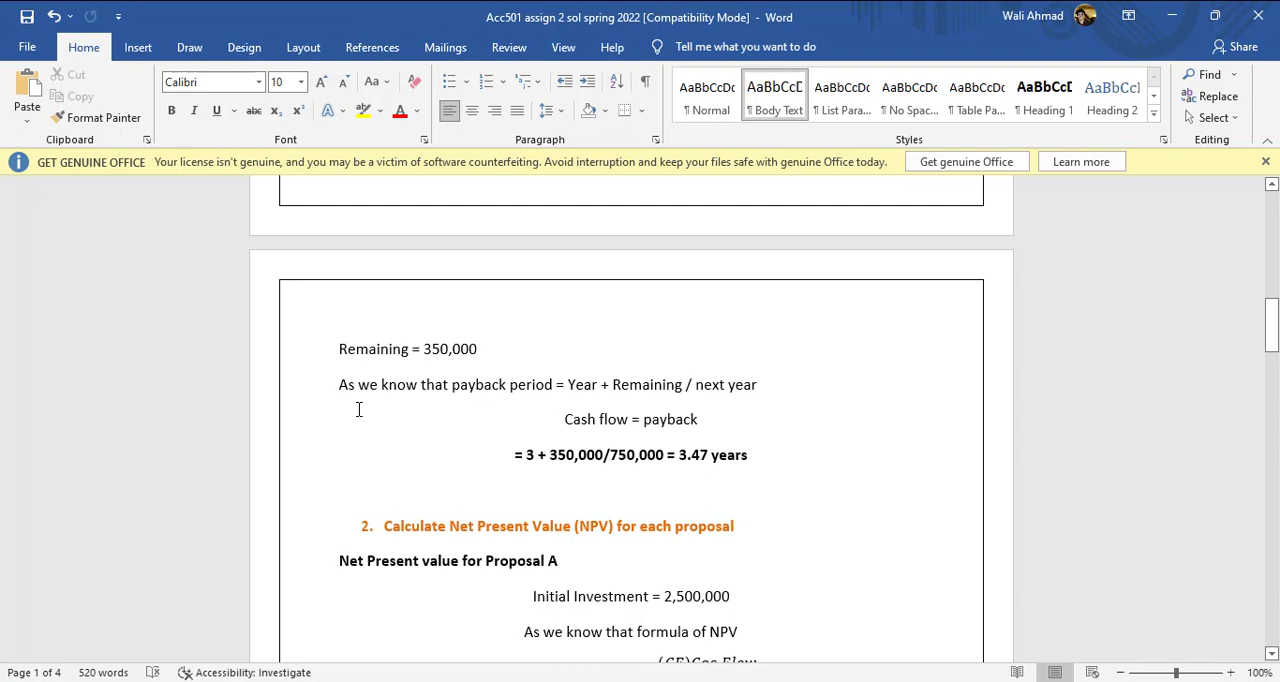 Acc501 assign 2 sol spring 2022 [Compatibility Mode] - Word
Wali Ahmad
File Home Insert Draw Design Layout References Mailings Review View Help Tell me what you want to do Share
Paste
Cut
Copy
Format Painter
Clipboard
Calibri 10
Font
Paragraph
AaBbCcDc AaBbCcD AaBbCcDc AaBbCcDc AaBbCcDc AaBbCcD AaBbCcD
¶ Normal ¶ Body Text ¶ List Para... ¶ No Spac... ¶ Table Pa... ¶ Heading 1 Heading 2
Styles
Find
Replace
Select
Editing
GET GENUINE OFFICE Your license isn't genuine, and you may be a victim of software counterfeiting. Avoid interruption and keep your files safe with genuine Office today. Get genuine Office Learn more
Remaining = 350,000
As we know that payback period = Year + Remaining / next year
Cash flow = payback
= 3 + 350,000/750,000 = 3.47 years
2. Calculate Net Present Value (NPV) for each proposal
Net Present value for Proposal A
Initial Investment = 2,500,000
As we know that formula of NPV
Page 1 of 4 520 words Accessibility: Investigate 100%